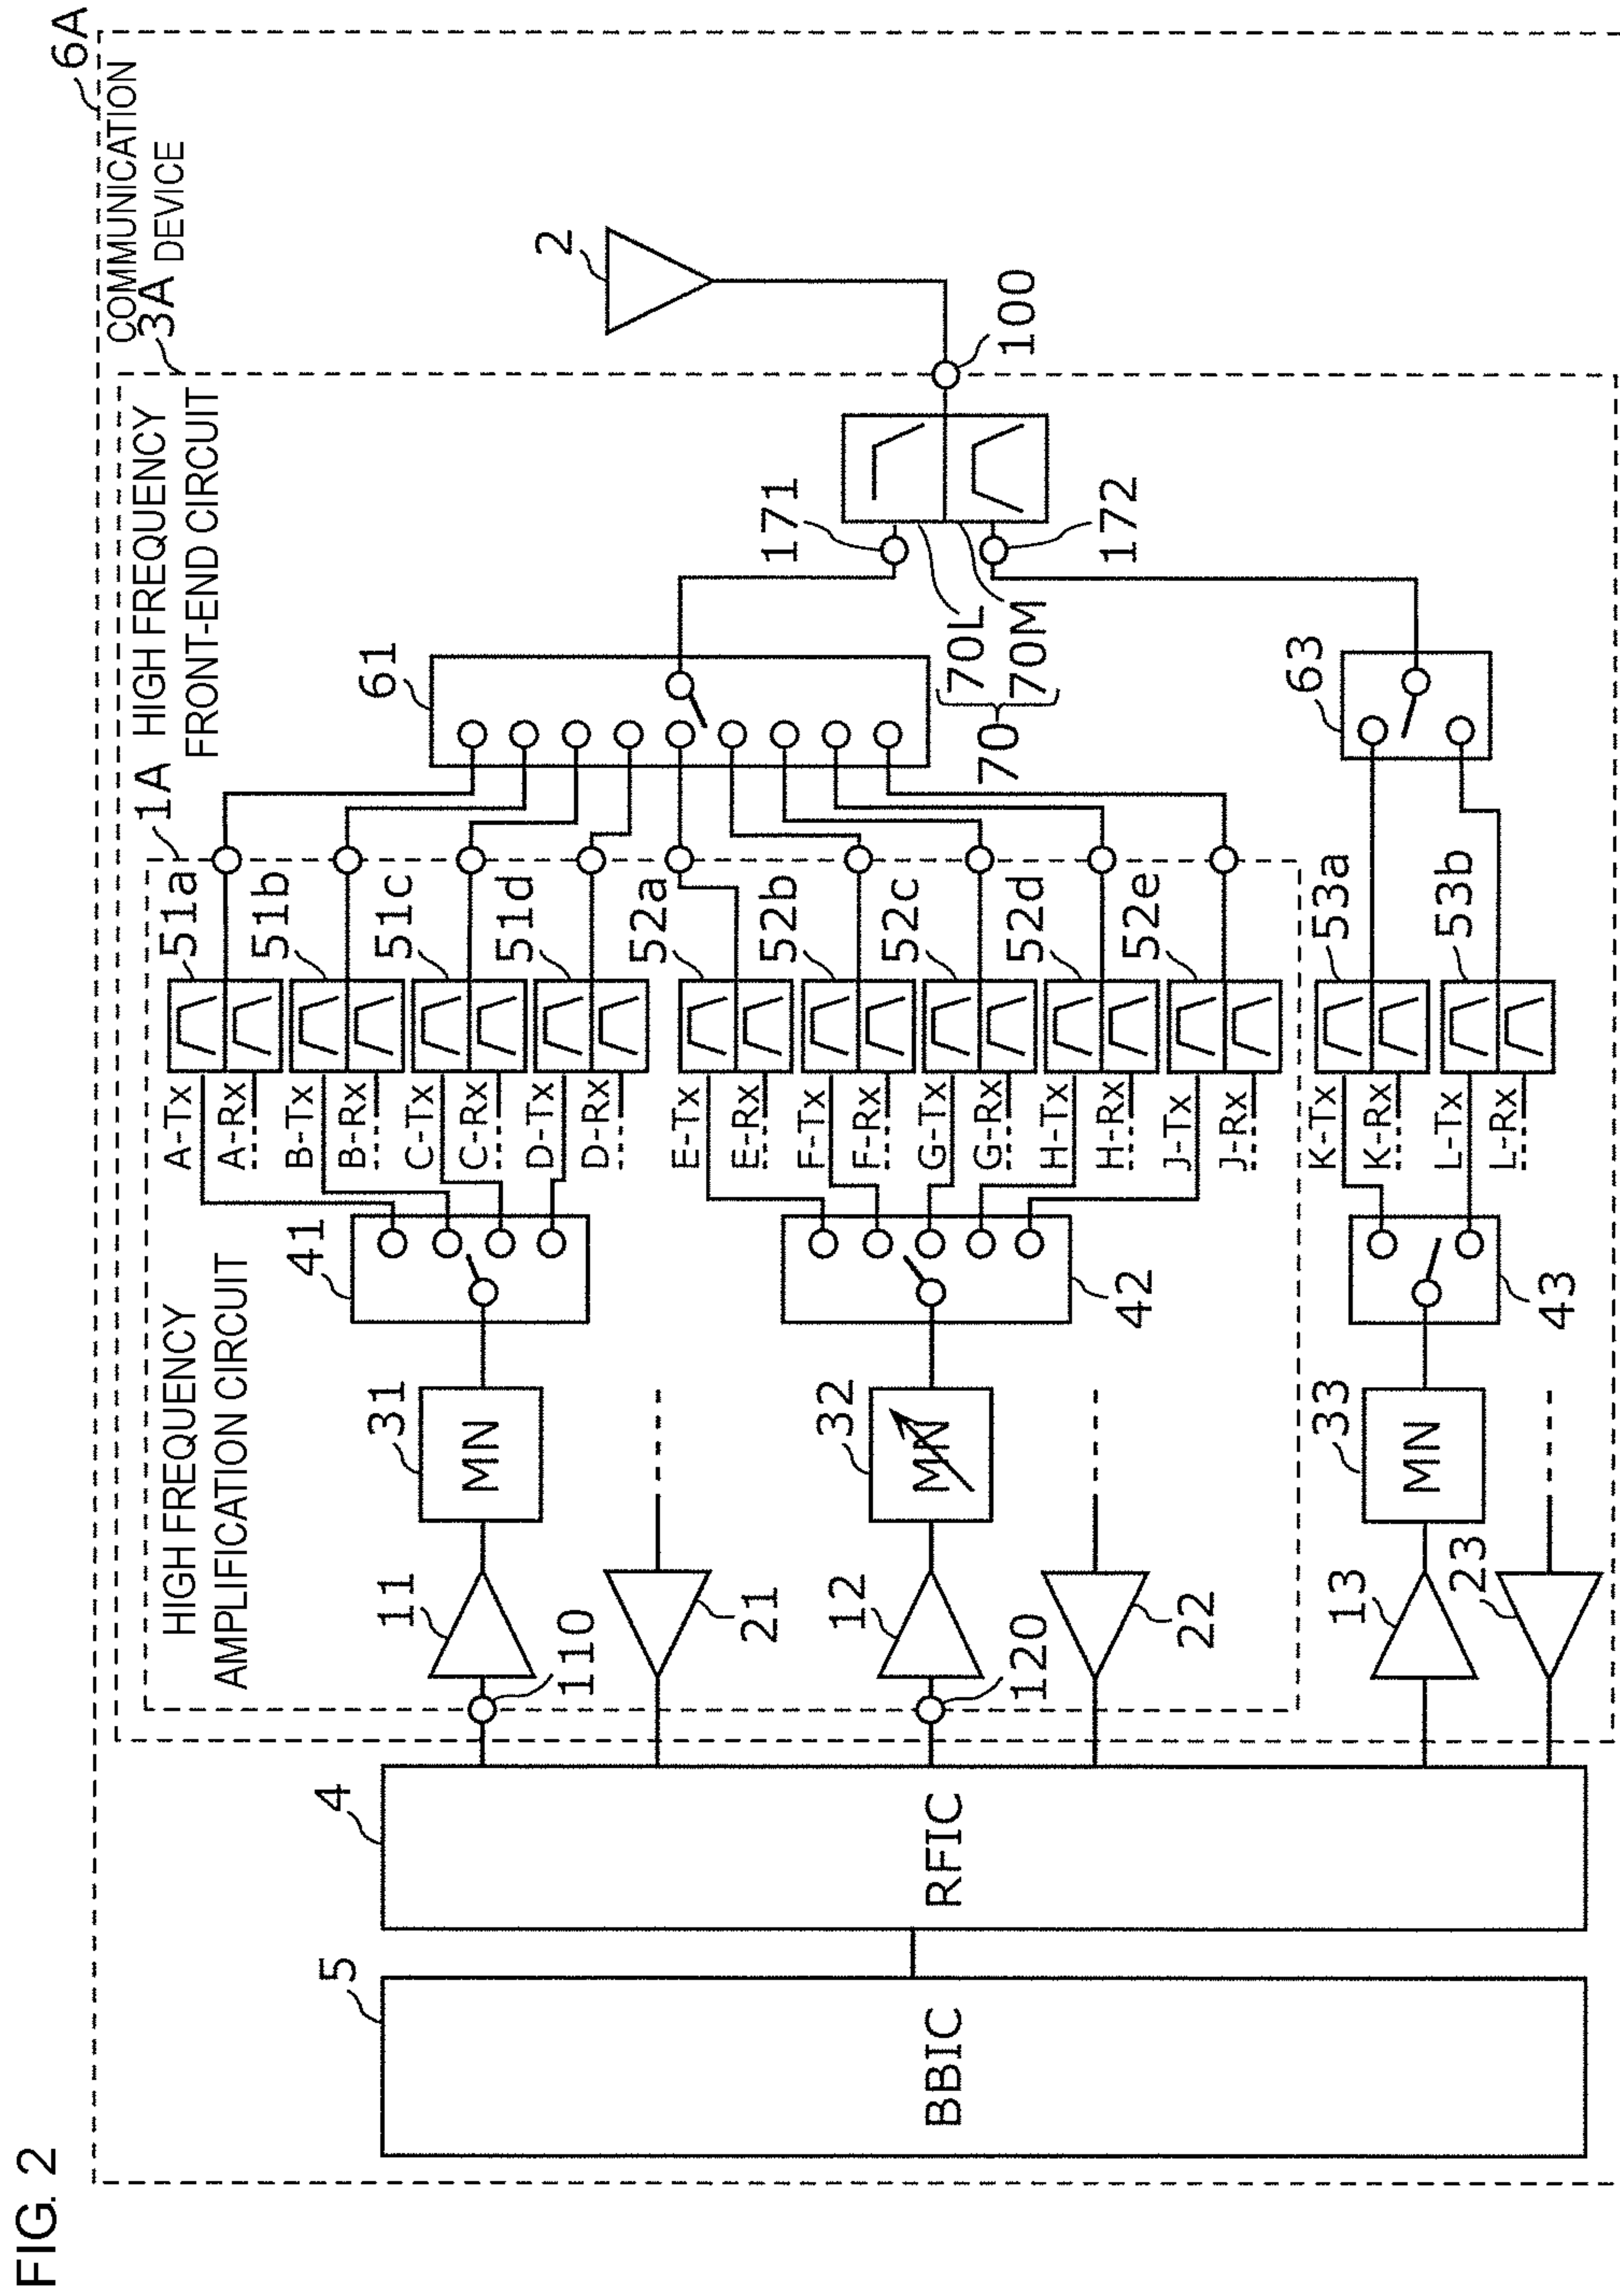 FIG. 2
6A
COMMUNICATION
DEVICE
3A
HIGH FREQUENCY
FRONT-END CIRCUIT
1A
HIGH FREQUENCY
AMPLIFICATION CIRCUIT
5
BBIC
4
RFIC
110
11
31
MN
41
21
A-Tx
A-Rx
B-Tx
B-Rx
C-Tx
C-Rx
D-Tx
D-Rx
51a
51b
51c
51d
120
12
32
MN
42
22
E-Tx
E-Rx
F-Tx
F-Rx
G-Tx
G-Rx
H-Tx
H-Rx
J-Tx
J-Rx
52a
52b
52c
52d
52e
13
33
MN
43
23
K-Tx
K-Rx
L-Tx
L-Rx
53a
53b
61
63
70
70L
70M
171
172
100
2